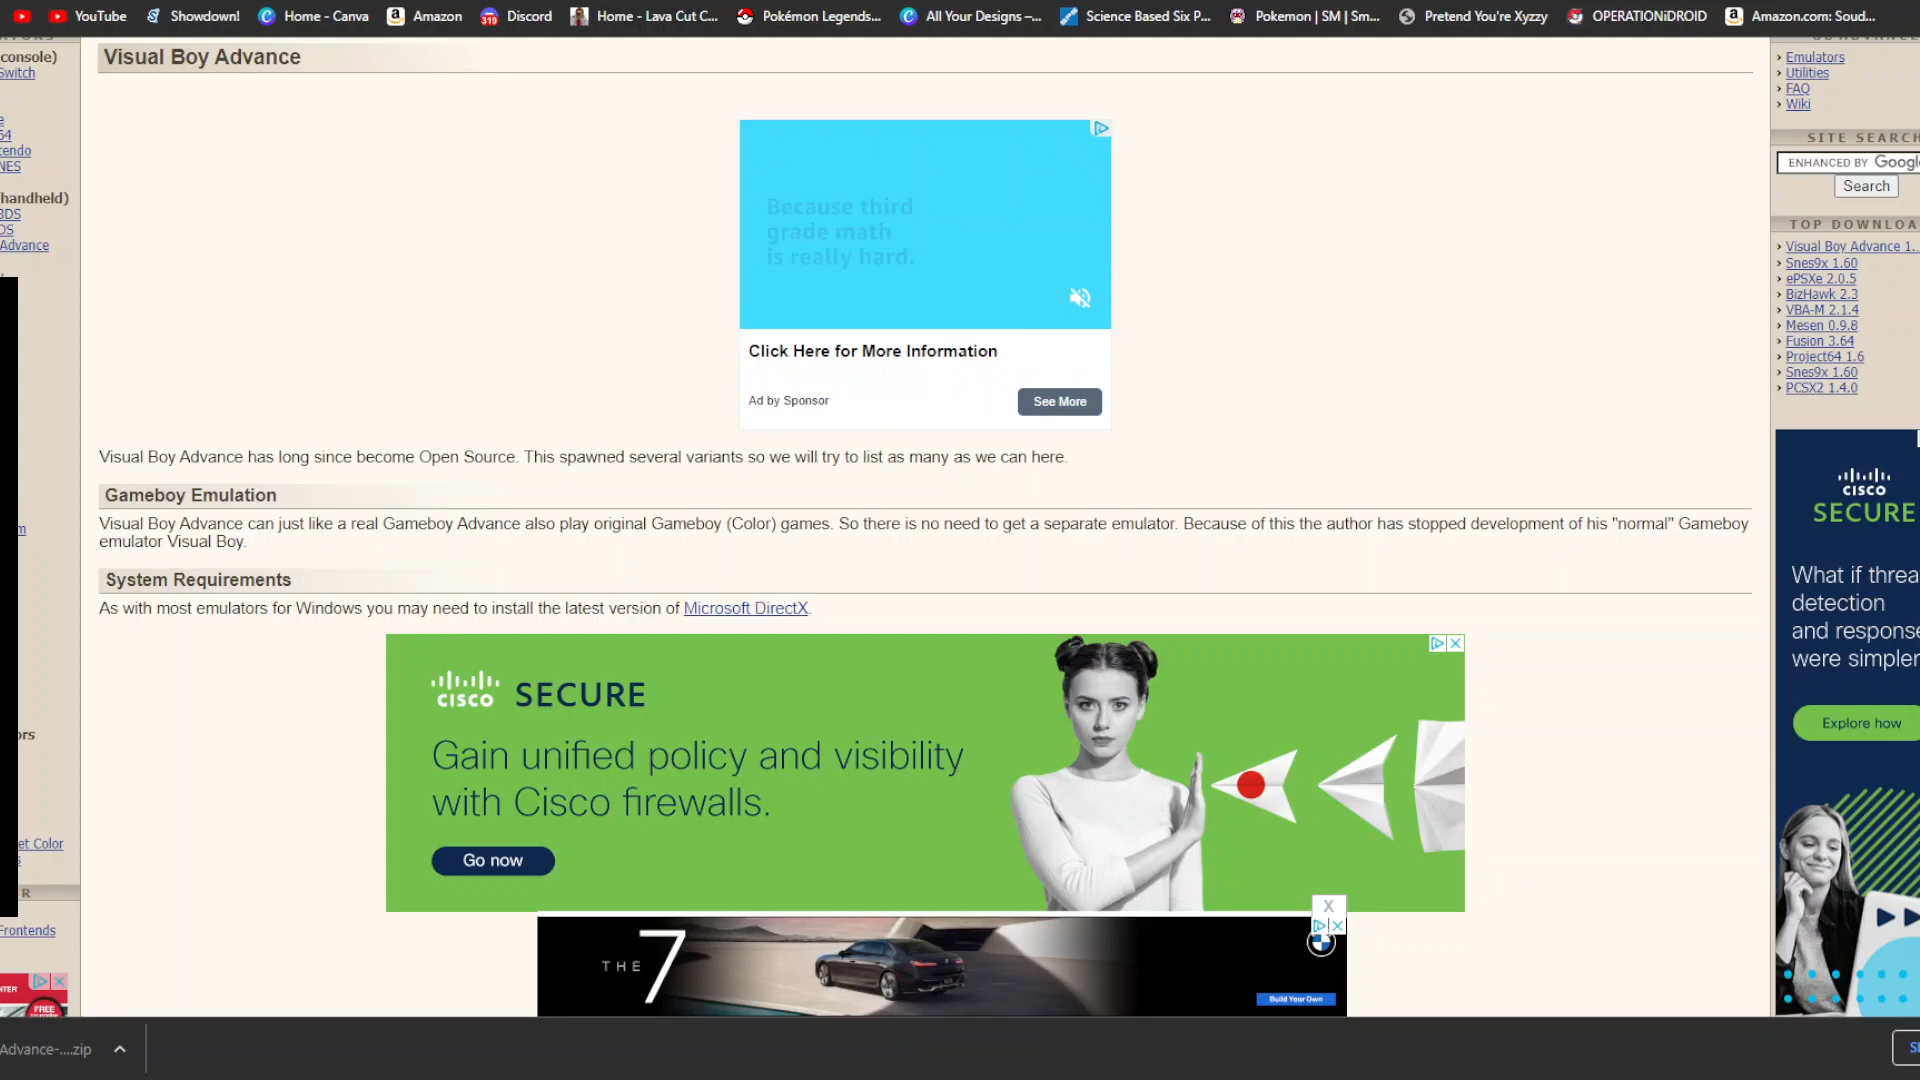 YouTube
Showdown!
Home - Canva
Amazon
Discord
Home - Lava Cut C...
Pokémon Legends...
All Your Designs –...
Science Based Six P...
Pokemon | SM | Sm...
Pretend You're Xyzzy
OPERATIONiDROID
Amazon.com: Soud...
console)
Switch
e
64
tendo
NES
handheld)
3DS
DS
Advance
m
ors
et Color
s
R
Frontends
NTER
FREE
Visual Boy Advance
Because third
grade math
is really hard.
Click Here for More Information
Ad by Sponsor
See More
Visual Boy Advance has long since become Open Source. This spawned several variants so we will try to list as many as we can here.
Gameboy Emulation
Visual Boy Advance can just like a real Gameboy Advance also play original Gameboy (Color) games. So there is no need to get a separate emulator. Because of this the author has stopped development of his "normal" Gameboy
emulator Visual Boy.
System Requirements
As with most emulators for Windows you may need to install the latest version of Microsoft DirectX.
cisco SECURE
Gain unified policy and visibility
with Cisco firewalls.
Go now
X
THE 7
Build Your Own
Emulators
Utilities
FAQ
Wiki
SITE SEARCH
ENHANCED BY Googl
Search
TOP DOWNLOA
Visual Boy Advance 1...
Snes9x 1.60
ePSXe 2.0.5
BizHawk 2.3
VBA-M 2.1.4
Mesen 0.9.8
Fusion 3.64
Project64 1.6
Snes9x 1.60
PCSX2 1.4.0
cisco
SECURE
What if threa
detection
and response
were simpler
Explore how
Advance-....zip